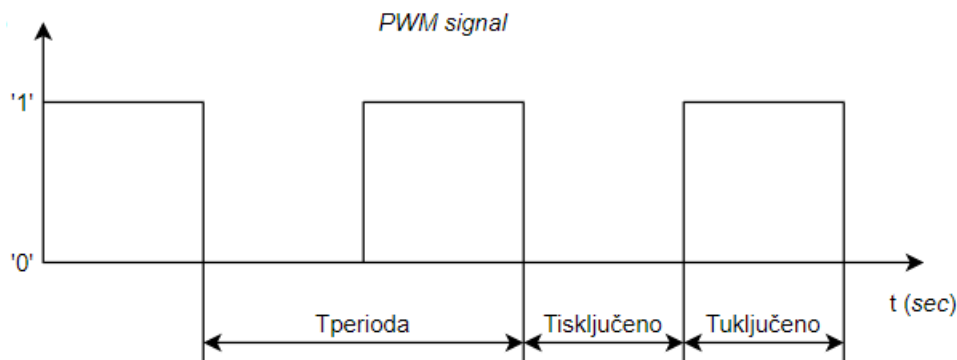 PWM signal
'1'
'0'
t (sec)
Tperioda
Tisključeno
Tuključeno